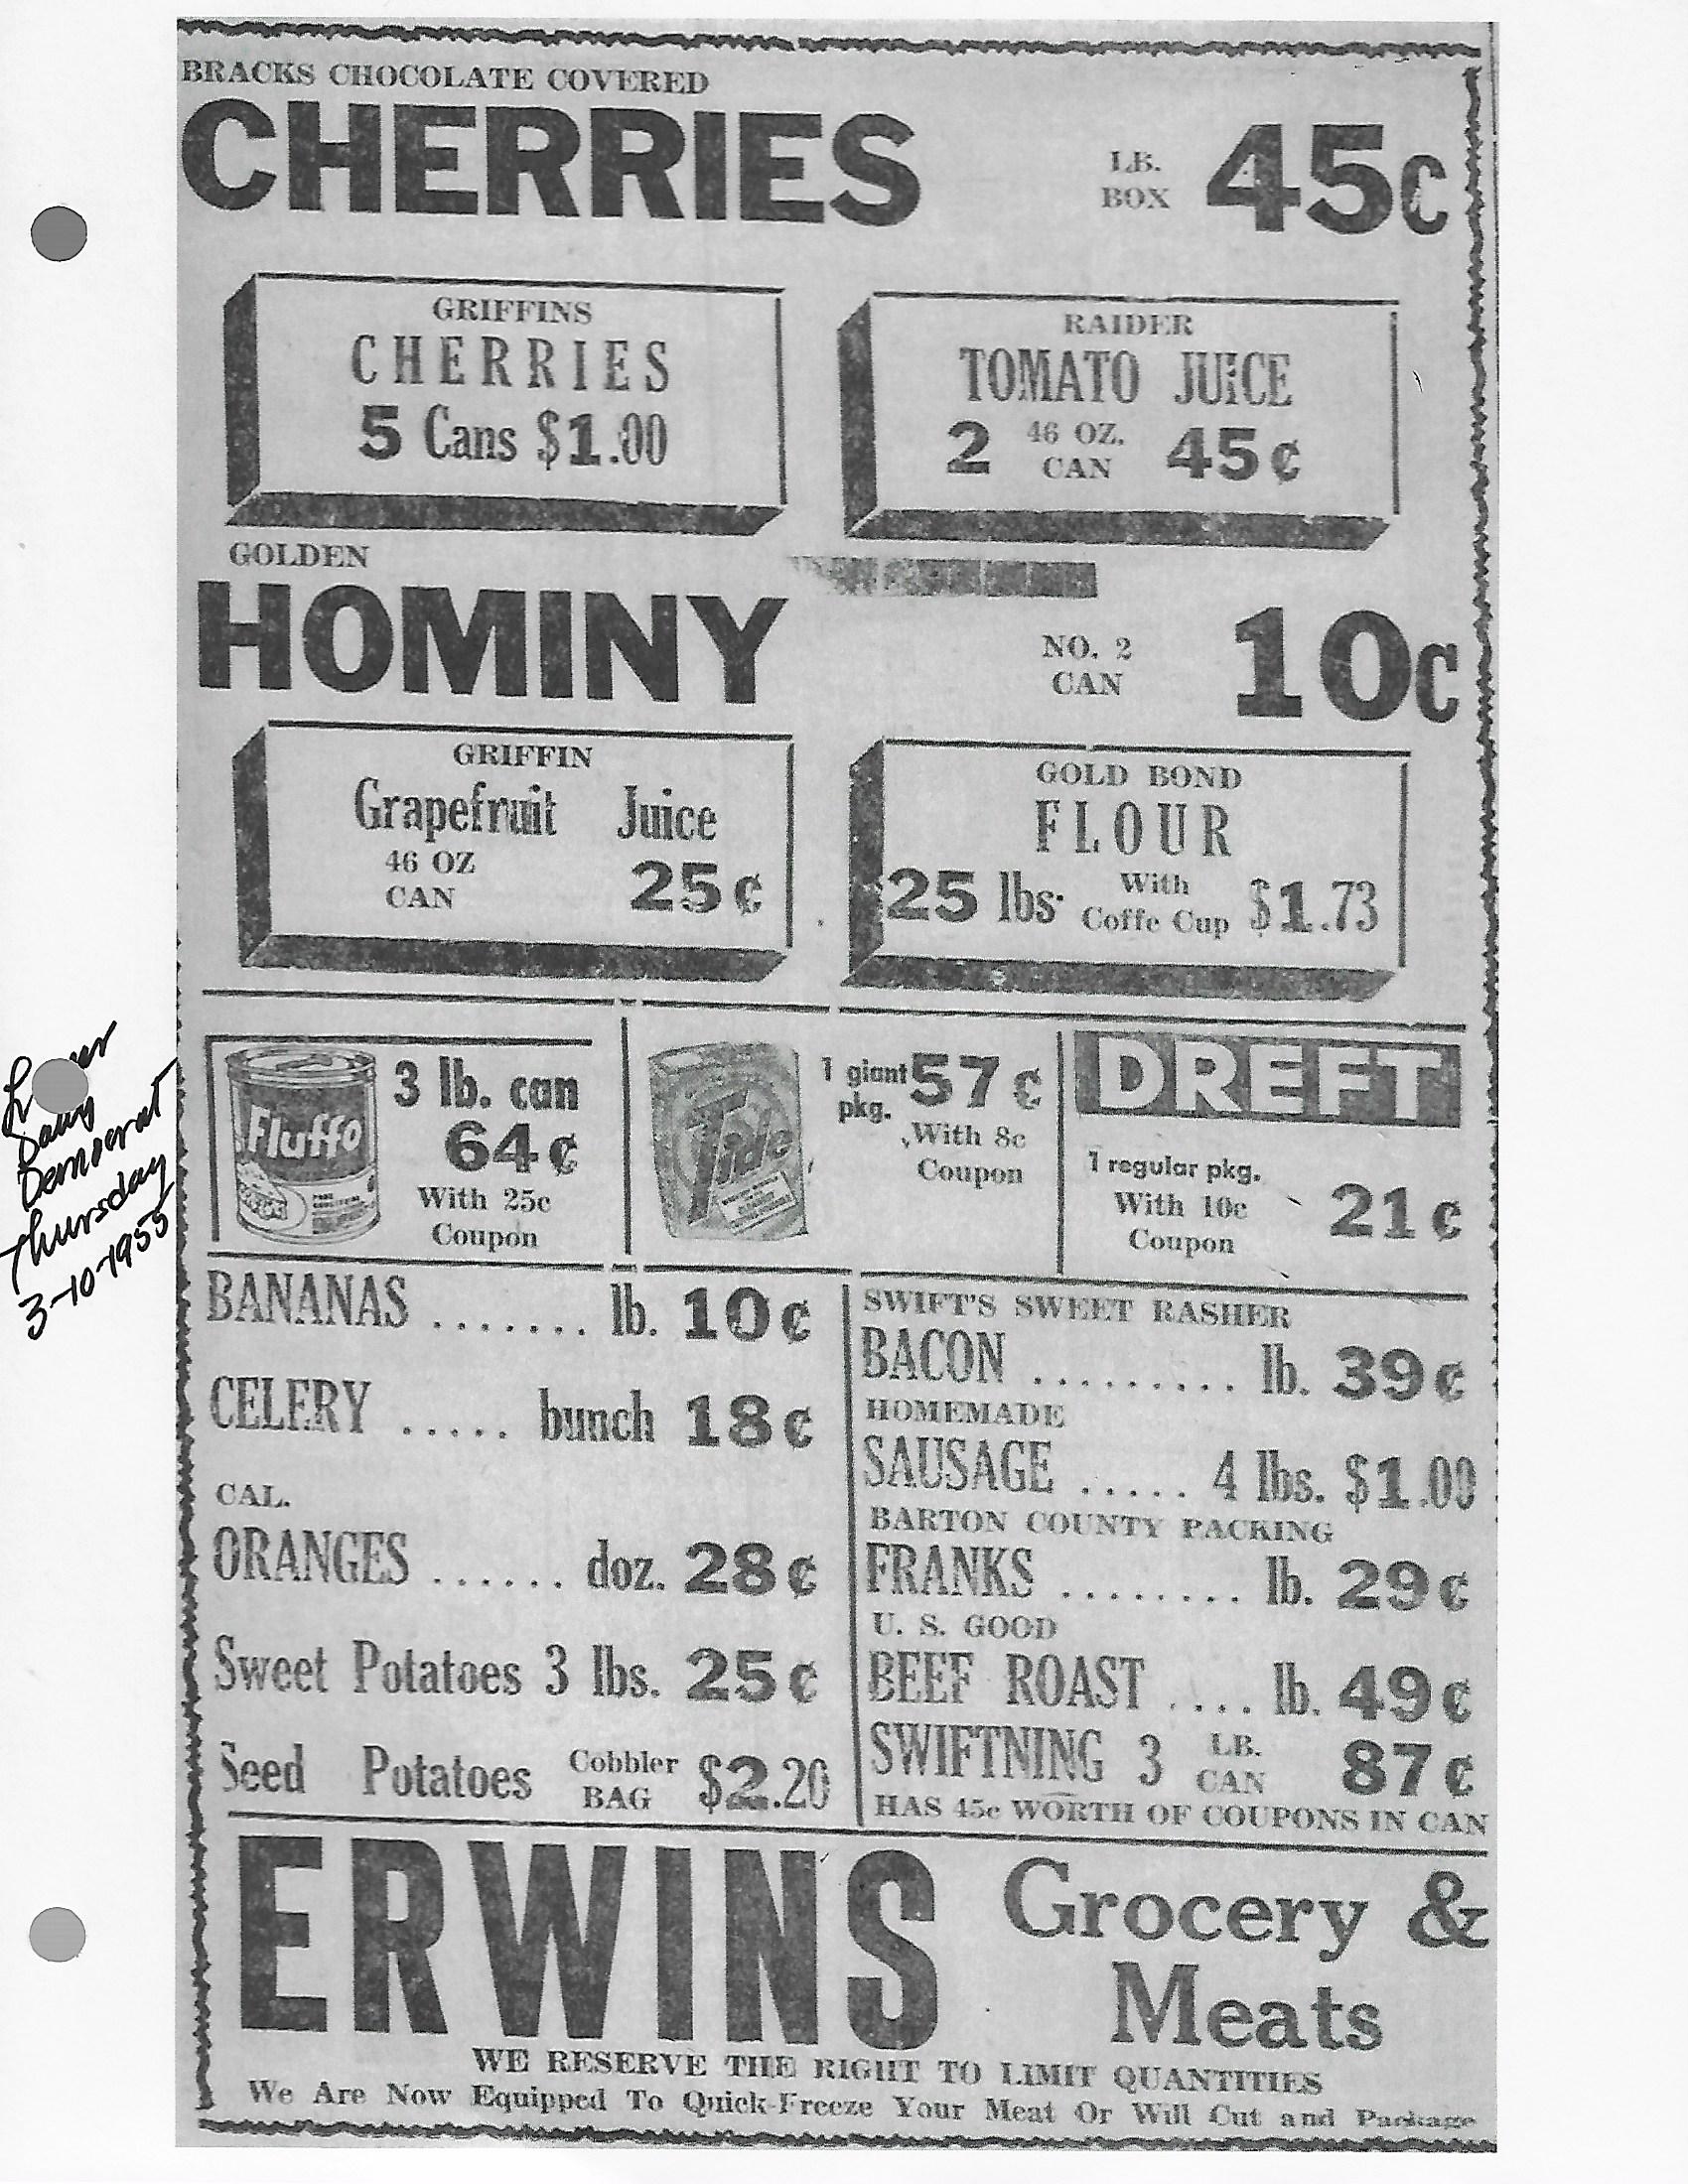 BRACKS CHOCOLATE COVERED
CHERRIES LB. BOX 45c
GRIFFINS
CHERRIES
5 Cans $1.00
RAIDER
TOMATO JUICE
2 46 OZ. CAN 45¢
GOLDEN
HOMINY NO. 2 CAN 10c
GRIFFIN
Grapefruit Juice
46 OZ CAN 25¢
GOLD BOND
FLOUR
25 lbs. With Coffe Cup $1.73
Fluffo
3 lb. can
64¢
With 25c
Coupon
Tide
1 giant pkg. 57¢
With 8c
Coupon
DREFT
1 regular pkg.
With 10c
Coupon
21¢
Daily
Democrat
Thursday
3-10-1955
BANANAS ....... lb. 10¢
CELERY ..... bunch 18¢
CAL.
ORANGES ...... doz. 28¢
Sweet Potatoes 3 lbs. 25¢
Seed Potatoes Cobbler BAG $2.20
SWIFT'S SWEET RASHER
BACON ......... lb. 39¢
HOMEMADE
SAUSAGE ..... 4 lbs. $1.00
BARTON COUNTY PACKING
FRANKS ........ lb. 29¢
U. S. GOOD
BEEF ROAST .... lb. 49¢
SWIFTNING 3 LB. CAN 87¢
HAS 45c WORTH OF COUPONS IN CAN
ERWINS Grocery &
Meats
WE RESERVE THE RIGHT TO LIMIT QUANTITIES
We Are Now Equipped To Quick-Freeze Your Meat Or Will Cut and Package